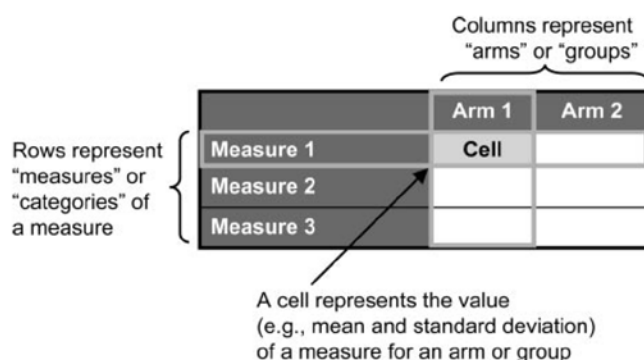 Columns represent
“arms” or “groups”
Arm 1 Arm 2
Rows represent
“measures” or
“categories” of
a measure
Measure 1 Cell
Measure 2
Measure 3
A cell represents the value
(e.g., mean and standard deviation)
of a measure for an arm or group